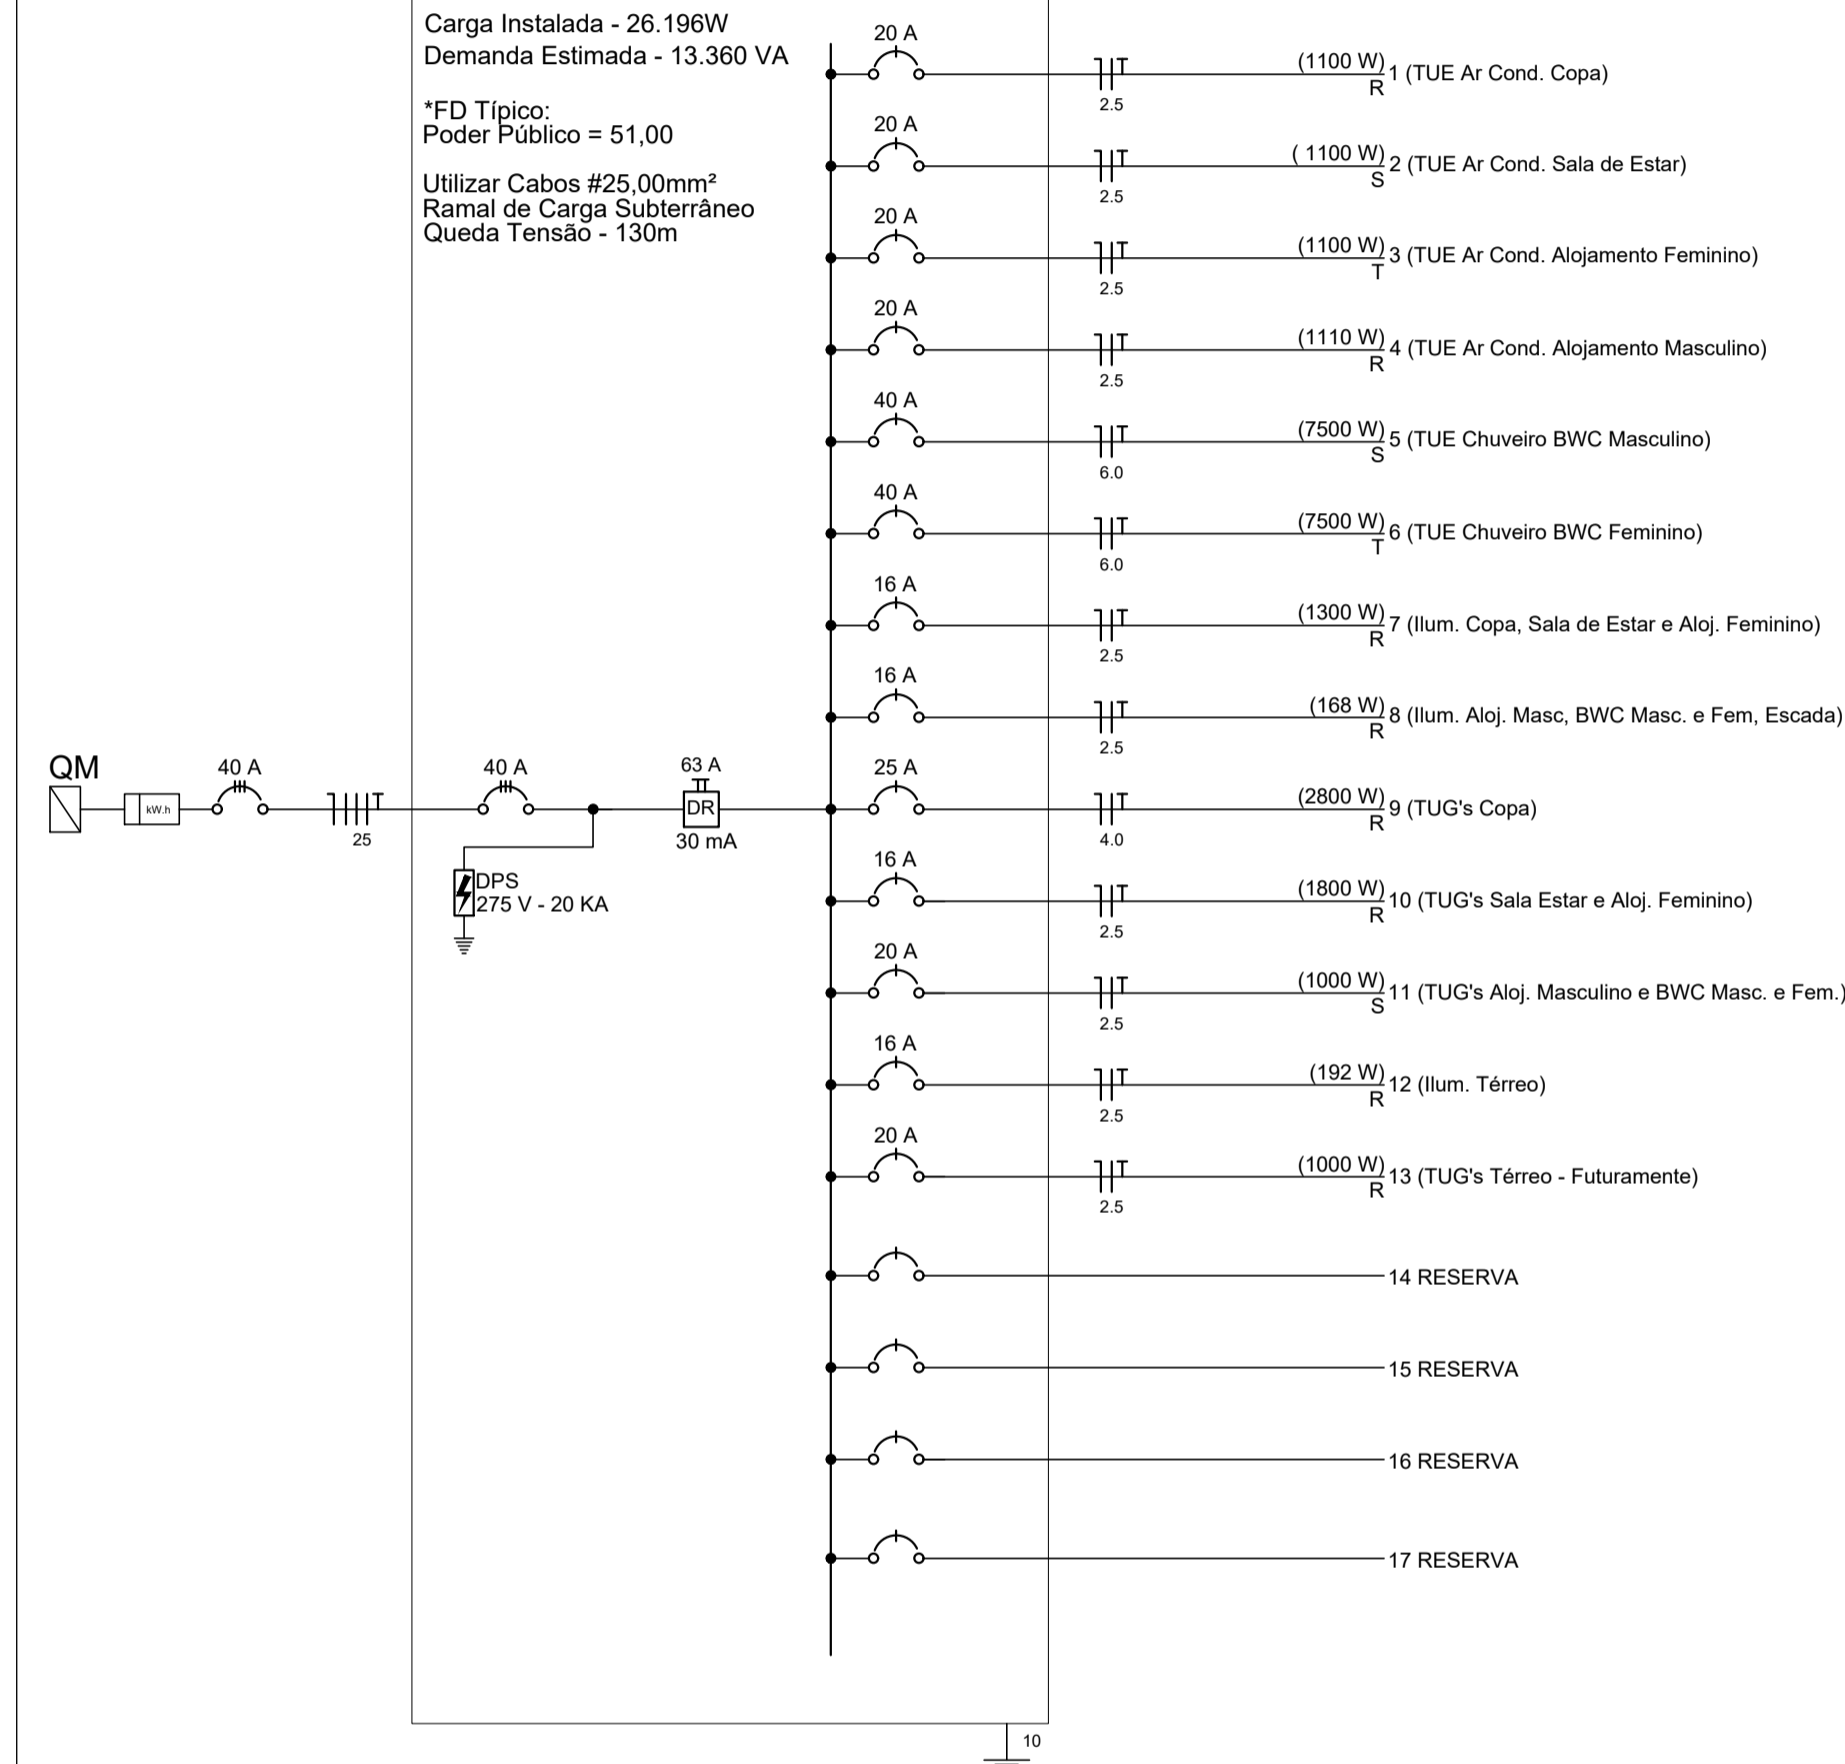 Carga Instalada - 26.196W
Demanda Estimada - 13.360 VA
*FD Típico:
Poder Público = 51,00
Utilizar Cabos #25,00mm²
Ramal de Carga Subterrâneo
Queda Tensão - 130m
QM
kW.h
40 A
25
40 A
DPS
275 V - 20 KA
63 A
DR
30 mA
20 A
2.5
(1100 W)
R
1 (TUE Ar Cond. Copa)
20 A
2.5
( 1100 W)
S
2 (TUE Ar Cond. Sala de Estar)
20 A
2.5
(1100 W)
T
3 (TUE Ar Cond. Alojamento Feminino)
20 A
2.5
(1110 W)
R
4 (TUE Ar Cond. Alojamento Masculino)
40 A
6.0
(7500 W)
S
5 (TUE Chuveiro BWC Masculino)
40 A
6.0
(7500 W)
T
6 (TUE Chuveiro BWC Feminino)
16 A
2.5
(1300 W)
R
7 (Ilum. Copa, Sala de Estar e Aloj. Feminino)
16 A
2.5
(168 W)
R
8 (Ilum. Aloj. Masc, BWC Masc. e Fem, Escada)
25 A
4.0
(2800 W)
R
9 (TUG's Copa)
16 A
2.5
(1800 W)
R
10 (TUG's Sala Estar e Aloj. Feminino)
20 A
2.5
(1000 W)
S
11 (TUG's Aloj. Masculino e BWC Masc. e Fem.)
16 A
2.5
(192 W)
R
12 (Ilum. Térreo)
20 A
2.5
(1000 W)
R
13 (TUG's Térreo - Futuramente)
14 RESERVA
15 RESERVA
16 RESERVA
17 RESERVA
10